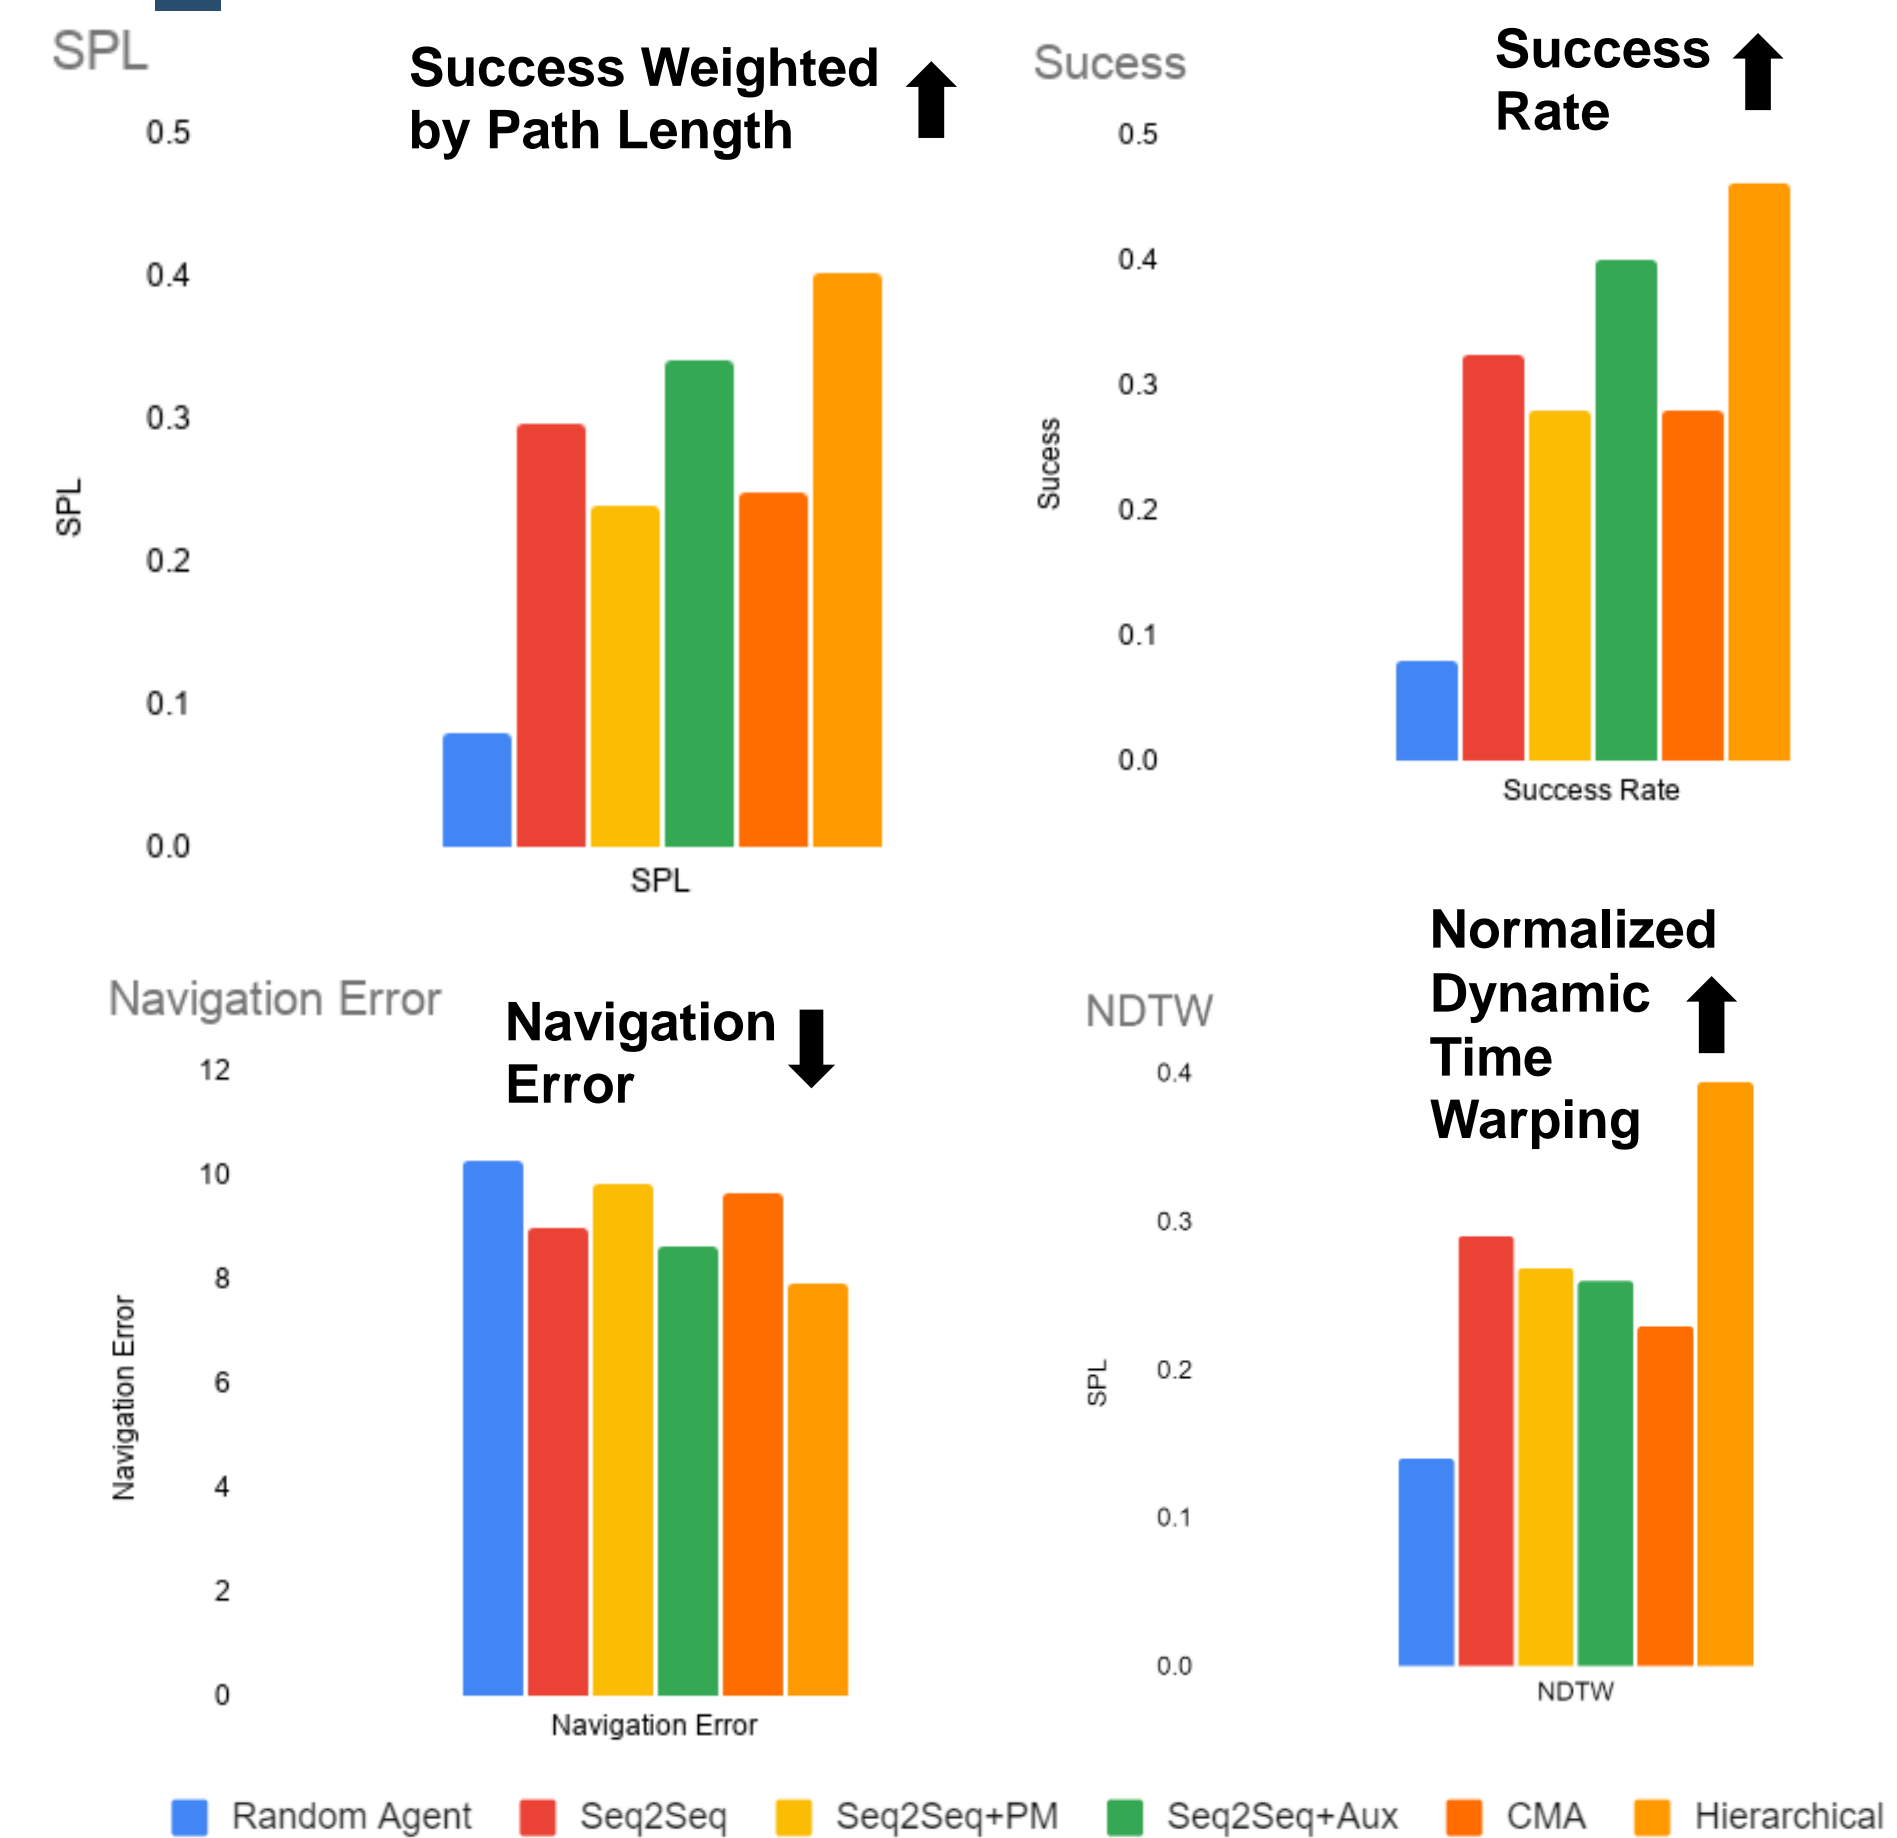 SPL
Success Weighted
by Path Length
0.5
0.4
0.3
0.2
0.1
0.0
SPL
SPL
Sucess
Success
Rate
0.5
0.4
0.3
0.2
0.1
0.0
Sucess
Success Rate
Navigation Error
Navigation
Error
12
10
8
6
4
2
0
Navigation Error
Navigation Error
NDTW
Normalized
Dynamic
Time
Warping
0.4
0.3
0.2
0.1
0.0
SPL
NDTW
Random Agent Seq2Seq Seq2Seq+PM Seq2Seq+Aux CMA Hierarchical